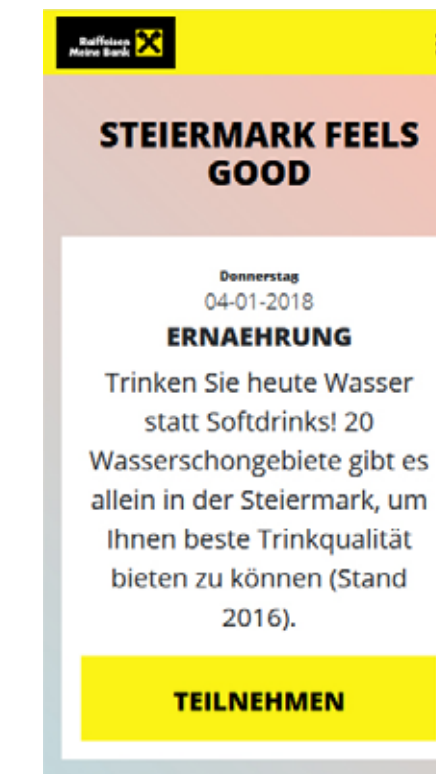 Raiffeisen
Meine Bank
STEIERMARK FEELS
GOOD
Donnerstag
04-01-2018
ERNAEHRUNG
Trinken Sie heute Wasser
statt Softdrinks! 20
Wasserschongebiete gibt es
allein in der Steiermark, um
Ihnen beste Trinkqualität
bieten zu können (Stand
2016).
TEILNEHMEN